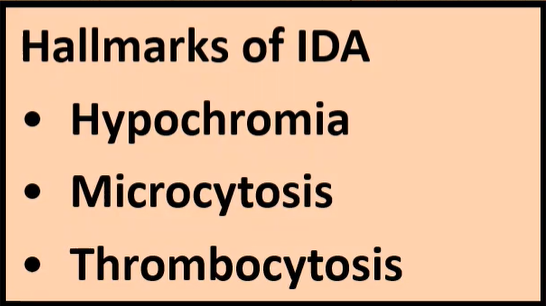 Hallmarks of IDA
• Hypochromia
• Microcytosis
• Thrombocytosis